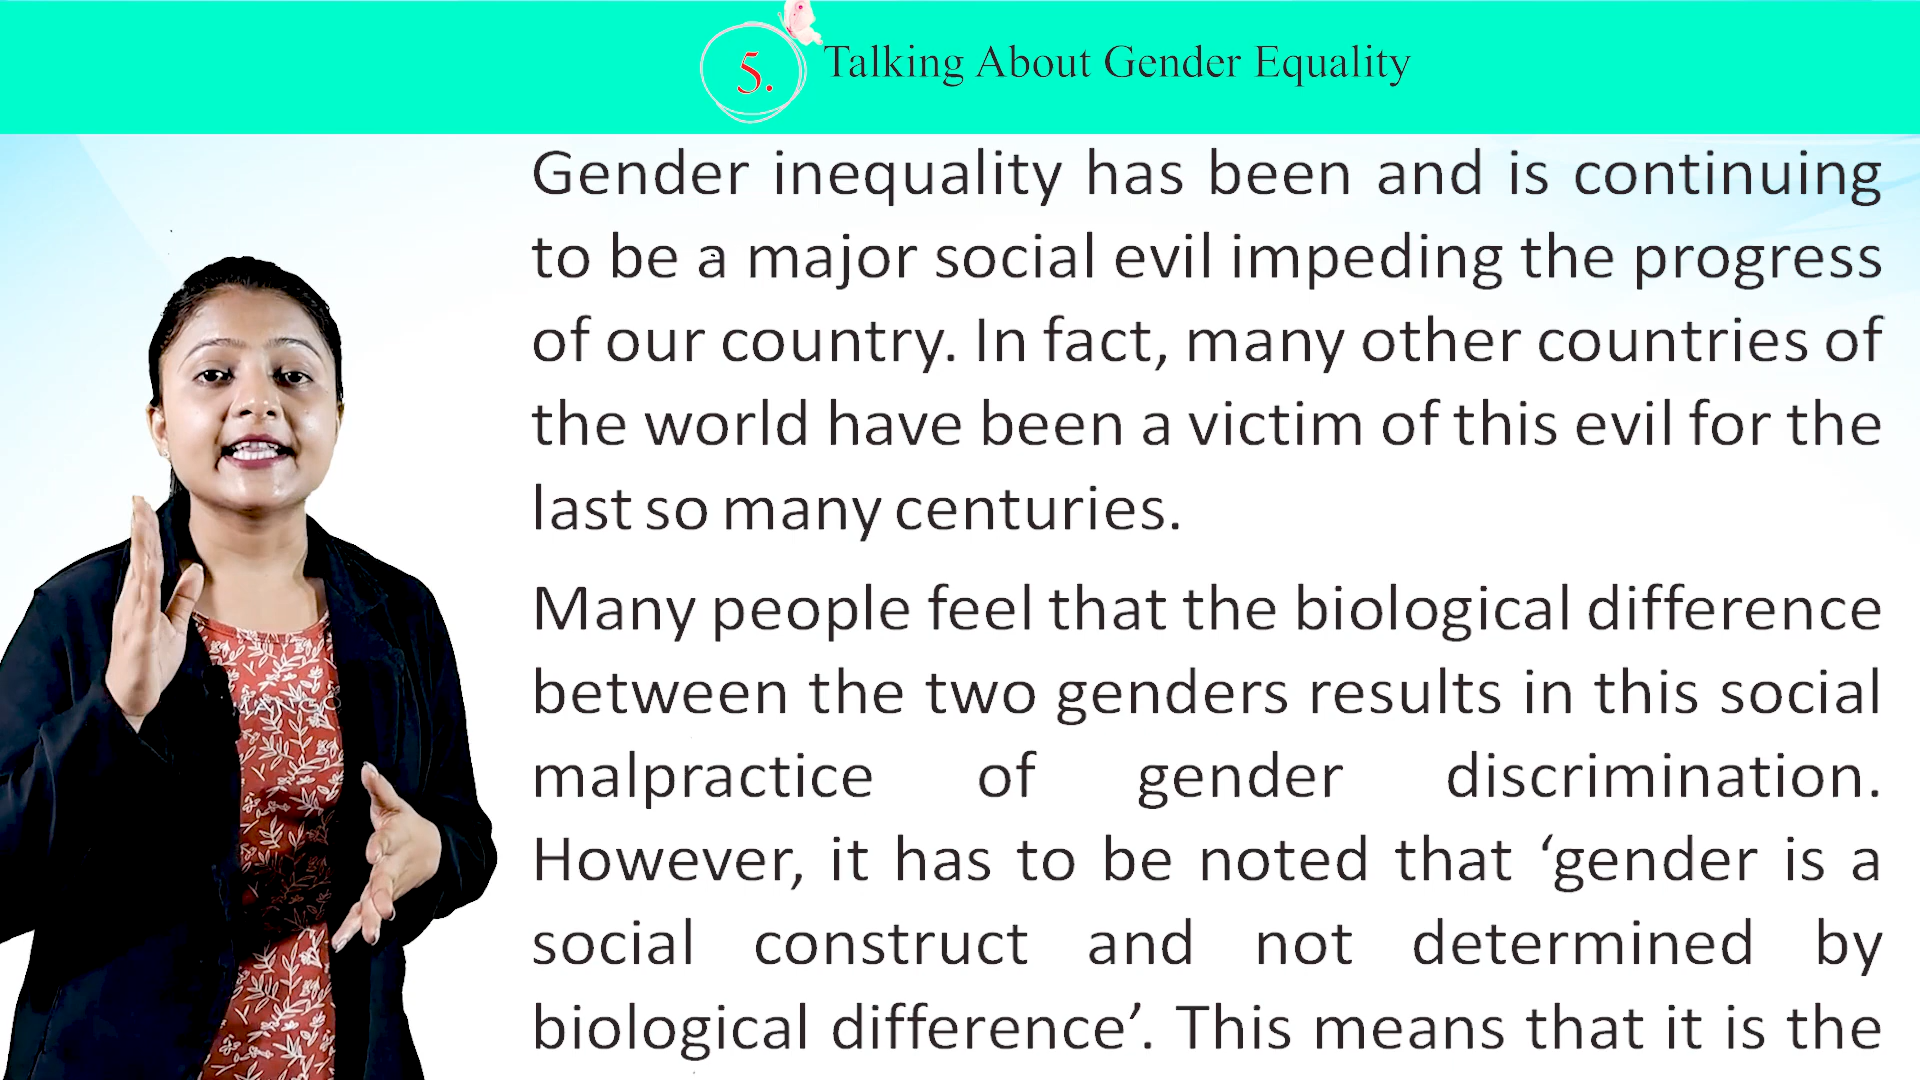 5. Talking About Gender Equality
Gender inequality has been and is continuing
to be a major social evil impeding the progress
of our country. In fact, many other countries of
the world have been a victim of this evil for the
last so many centuries.
Many people feel that the biological difference
between the two genders results in this social
malpractice of gender discrimination.
However, it has to be noted that ‘gender is a
social construct and not determined by
biological difference’. This means that it is the